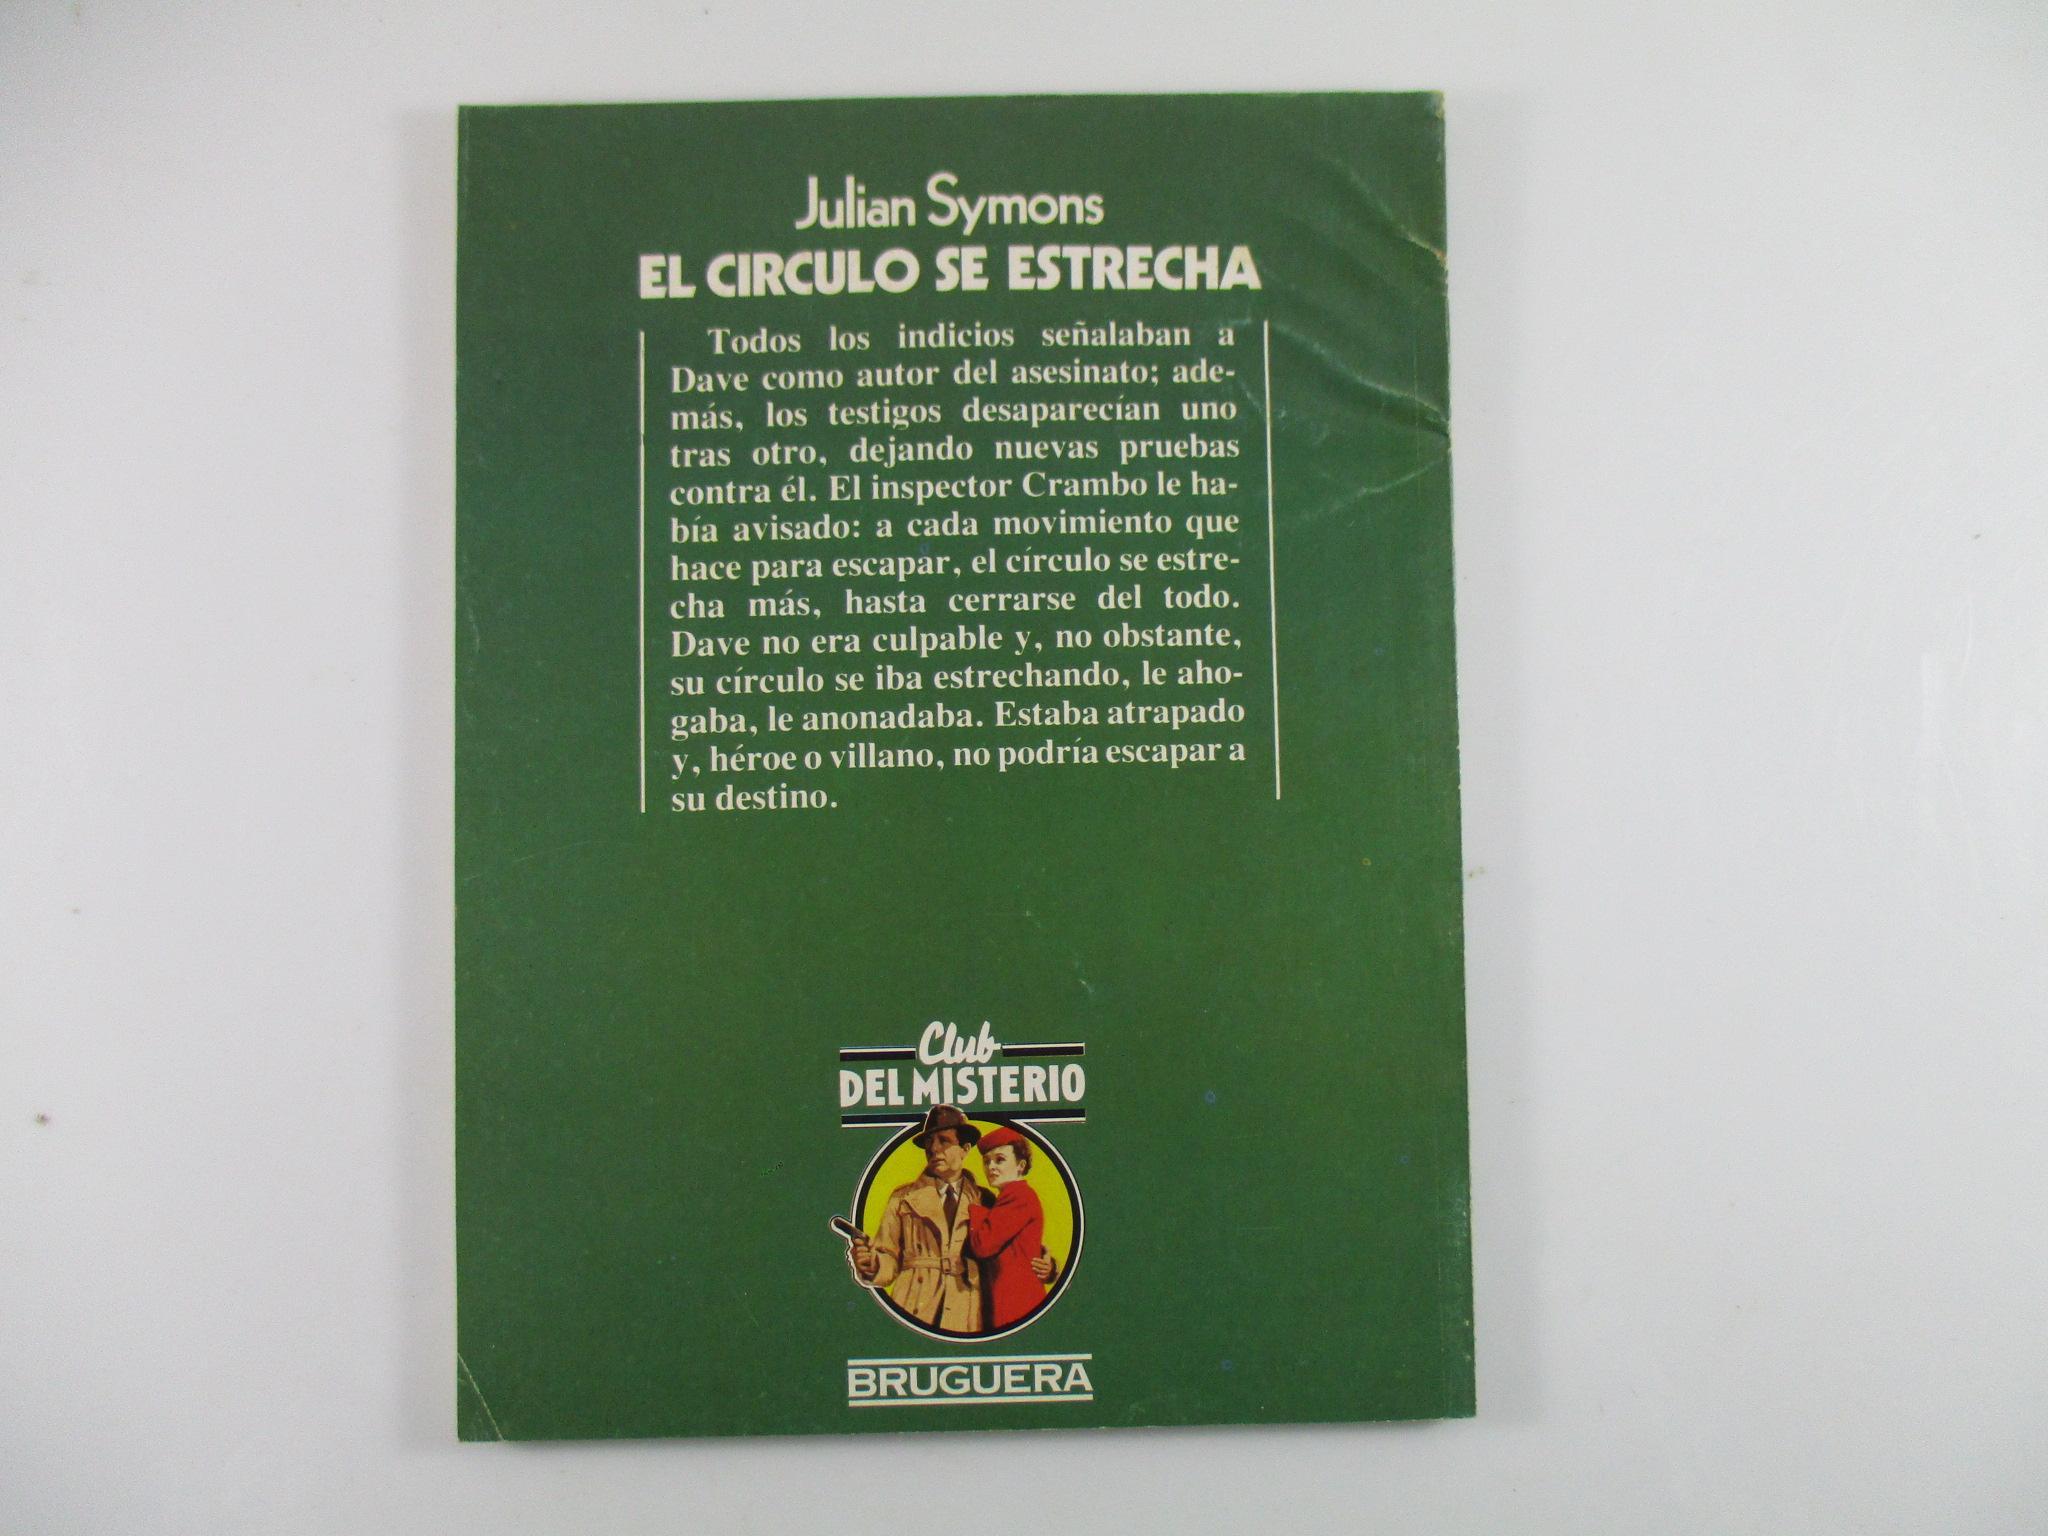 Julian Symons
EL CIRCULO SE ESTRECHA
Todos los indicios señalaban a
Dave como autor del asesinato; ade-
más, los testigos desaparecían uno
tras otro, dejando nuevas pruebas
contra él. El inspector Crambo le ha-
bía avisado: a cada movimiento que
hace para escapar, el círculo se estre-
cha más, hasta cerrarse del todo.
Dave no era culpable y, no obstante,
su círculo se iba estrechando, le aho-
gaba, le anonadaba. Estaba atrapado
y, héroe o villano, no podría escapar a
su destino.
Club
DEL MISTERIO
BRUGUERA